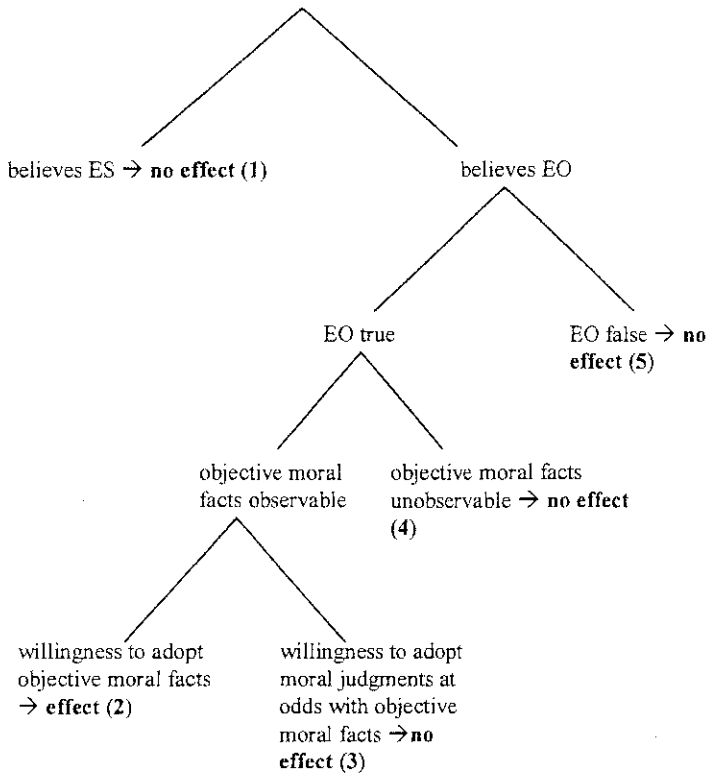 believes ES → no effect (1)
believes EO
EO true
EO false → no
effect (5)
objective moral
facts observable
objective moral facts
unobservable → no effect
(4)
willingness to adopt
objective moral facts
→ effect (2)
willingness to adopt
moral judgments at
odds with objective
moral facts →no
effect (3)